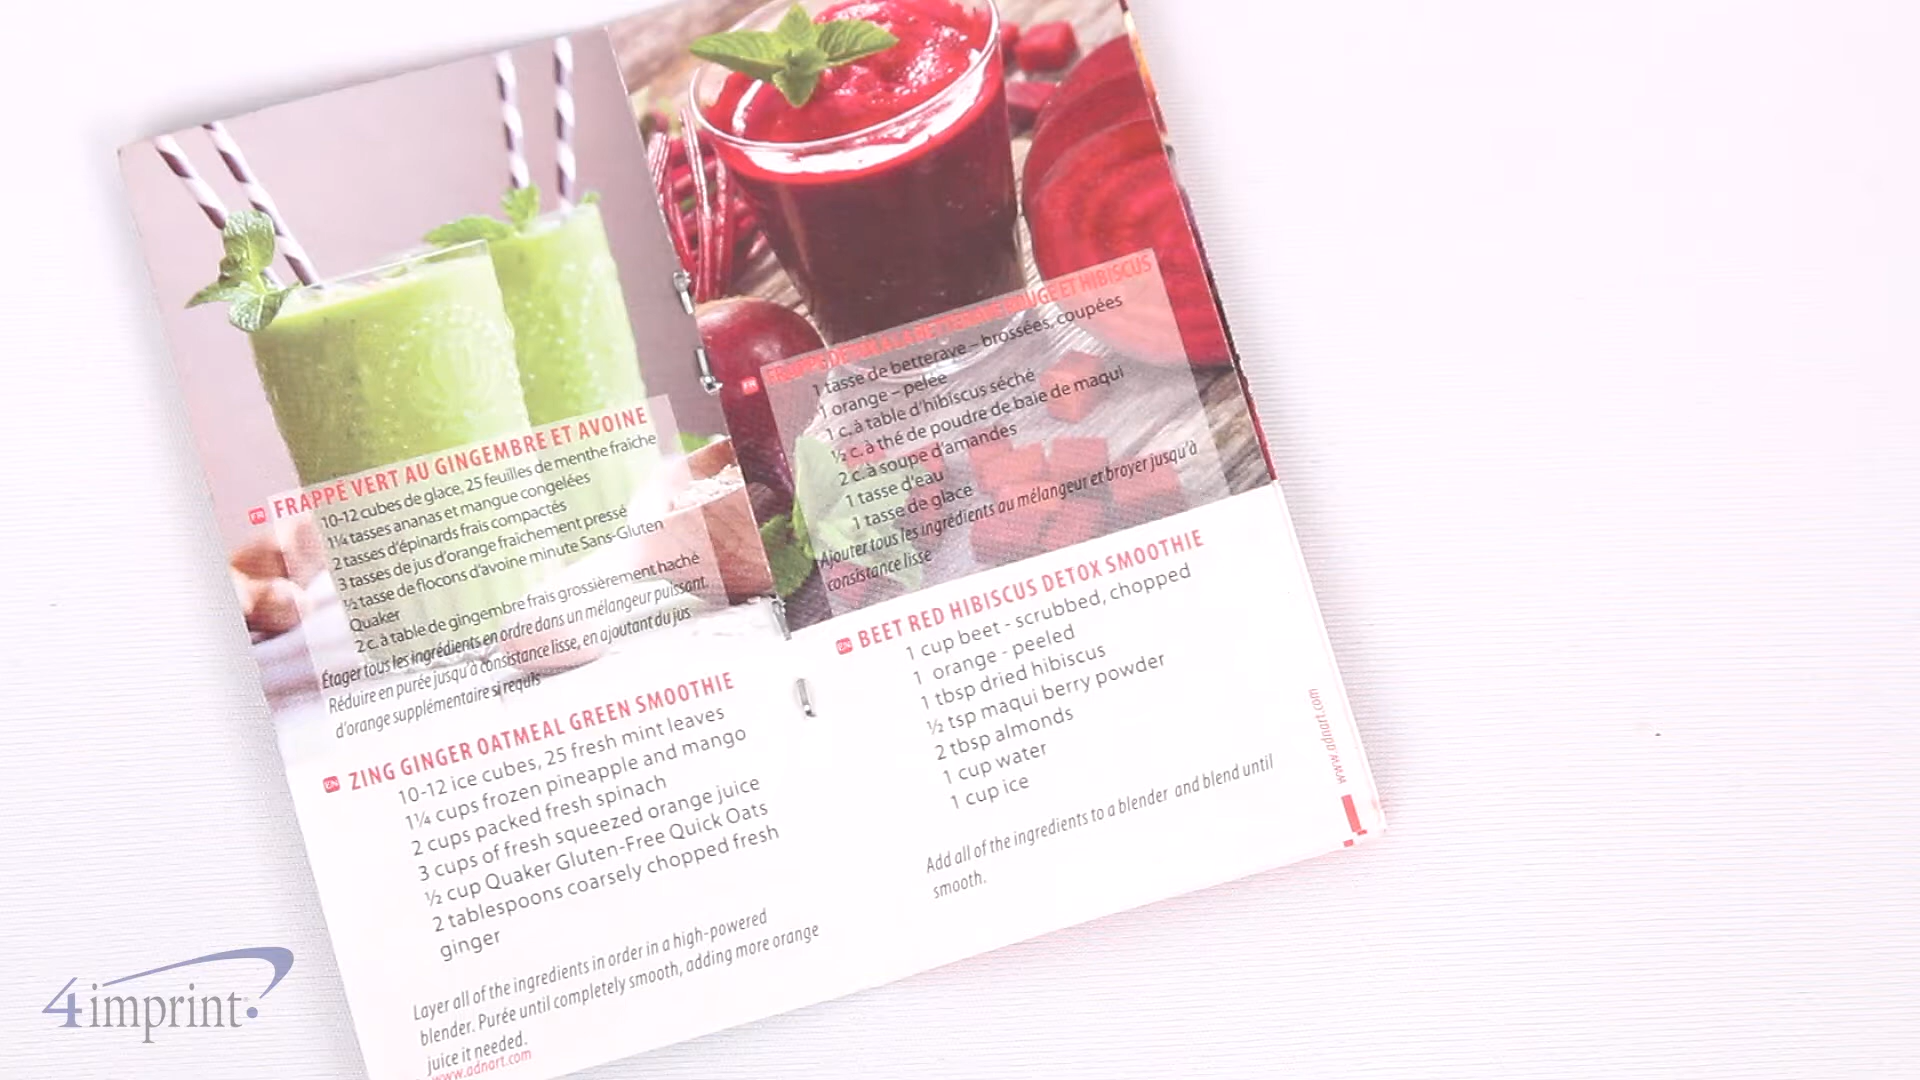 FR FRAPPÉ VERT AU GINGEMBRE ET AVOINE
10-12 cubes de glace, 25 feuilles de menthe fraîche
1¼ tasses ananas et mangue congelées
2 tasses d'épinards frais compactés
3 tasses de jus d'orange fraîchement pressé
½ tasse de flocons d'avoine minute Sans-Gluten
Quaker
2 c. à table de gingembre frais grossièrement haché
Étager tous les ingrédients en ordre dans un mélangeur puissant
Réduire en purée jusqu'à consistance lisse, en ajoutant du jus
d'orange supplémentaire si requis
EN ZING GINGER OATMEAL GREEN SMOOTHIE
10-12 ice cubes, 25 fresh mint leaves
1¼ cups frozen pineapple and mango
2 cups packed fresh spinach
3 cups of fresh squeezed orange juice
½ cup Quaker Gluten-Free Quick Oats
2 tablespoons coarsely chopped fresh
ginger
Layer all of the ingredients in order in a high-powered
blender. Purée until completely smooth, adding more orange
juice it needed.
www.adnart.com
FR FRAPPÉ DETOX À LA BETTERAVE ROUGE ET HIBISCUS
1 tasse de betterave – brossées, coupées
1 orange – pelée
1 c. à table d'hibiscus séché
½ c. à thé de poudre de baie de maqui
2 c. à soupe d'amandes
1 tasse d'eau
1 tasse de glace
Ajouter tous les ingrédients au mélangeur et broyer jusqu'à
consistance lisse
EN BEET RED HIBISCUS DETOX SMOOTHIE
1 cup beet - scrubbed, chopped
1 orange - peeled
1 tbsp dried hibiscus
½ tsp maqui berry powder
2 tbsp almonds
1 cup water
1 cup ice
Add all of the ingredients to a blender and blend until
smooth.
www.adnart.com
4imprint